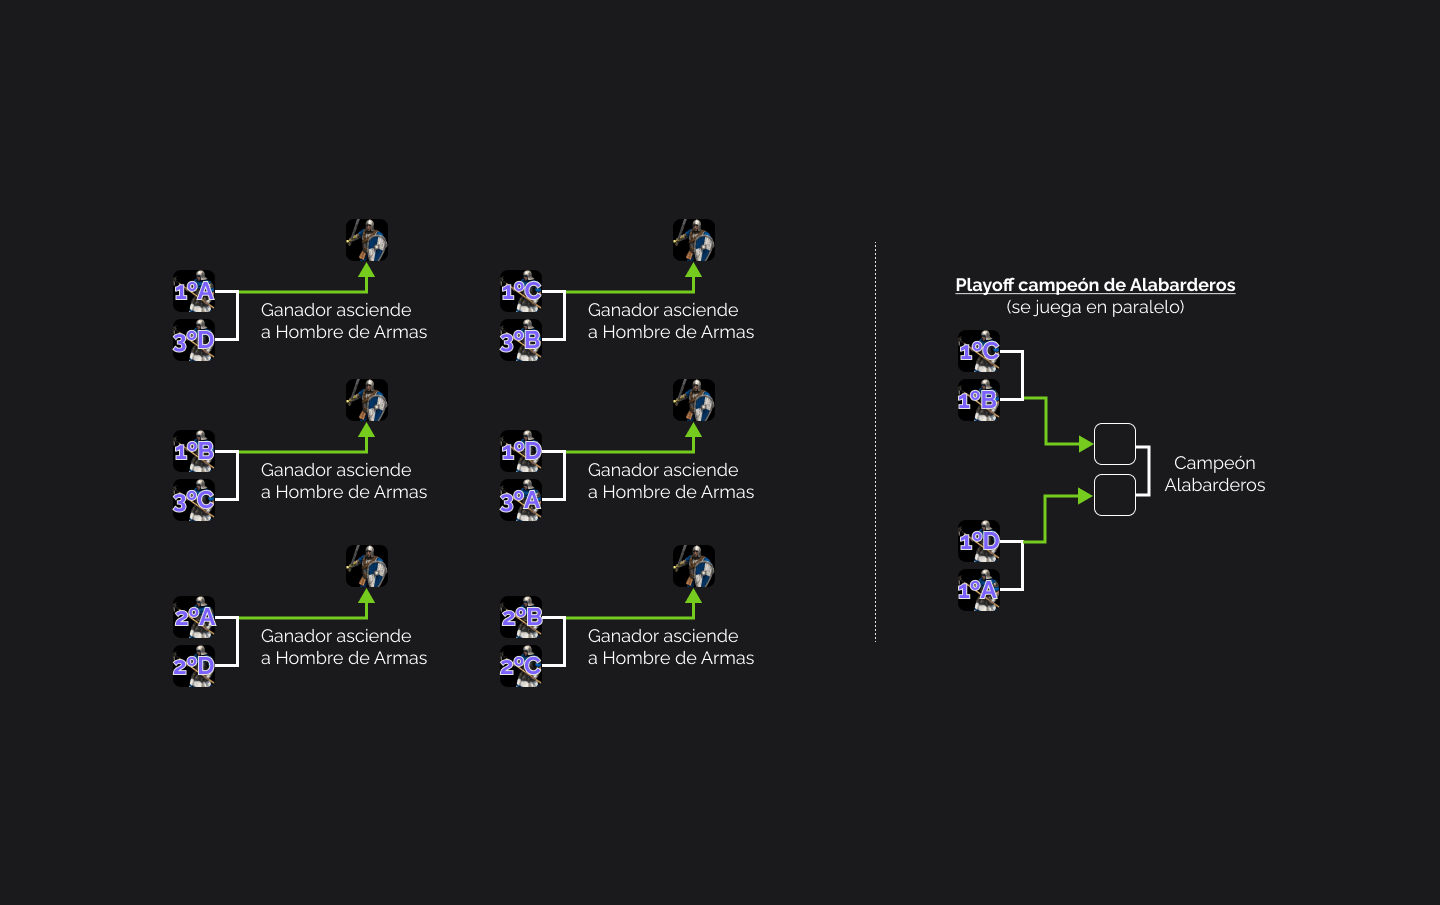 1ºA
3ºD
Ganador asciende
a Hombre de Armas
1ºC
3ºB
Ganador asciende
a Hombre de Armas
1ºB
3ºC
Ganador asciende
a Hombre de Armas
1ºD
3ºA
Ganador asciende
a Hombre de Armas
2ºA
2ºD
Ganador asciende
a Hombre de Armas
2ºB
2ºC
Ganador asciende
a Hombre de Armas
Playoff campeón de Alabarderos
(se juega en paralelo)
1ºC
1ºB
1ºD
1ºA
Campeón
Alabarderos